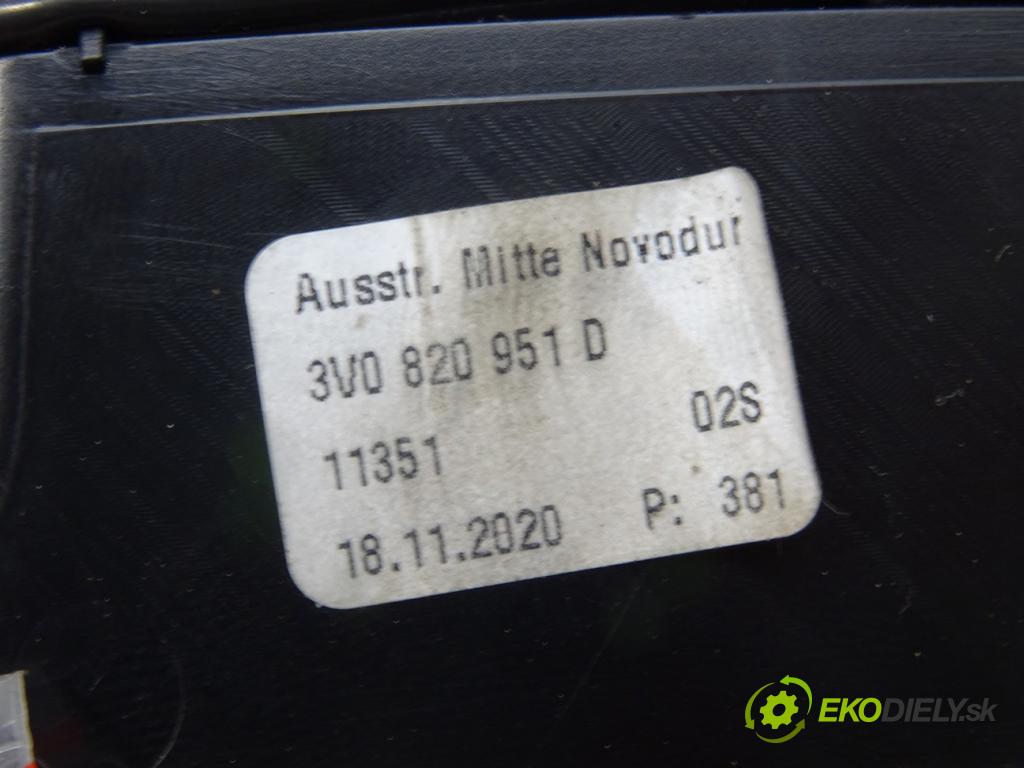 Ausstr. Mitte Novodur
3V0 820 951 D
11351 02S
18.11.2020 P: 381
EKODIELY.sk